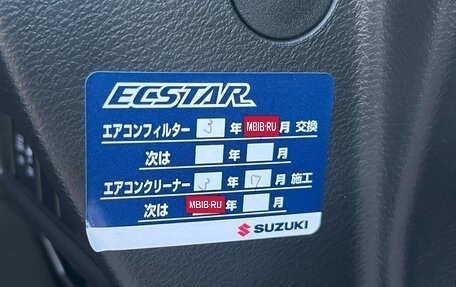 ECSTAR
エアコンフィルター 3 年 MBIB.RU 月 交換
次は 年 月
エアコンクリーナー 3 年 7 月 施工
次は MBIB.RU 年 月
SUZUKI